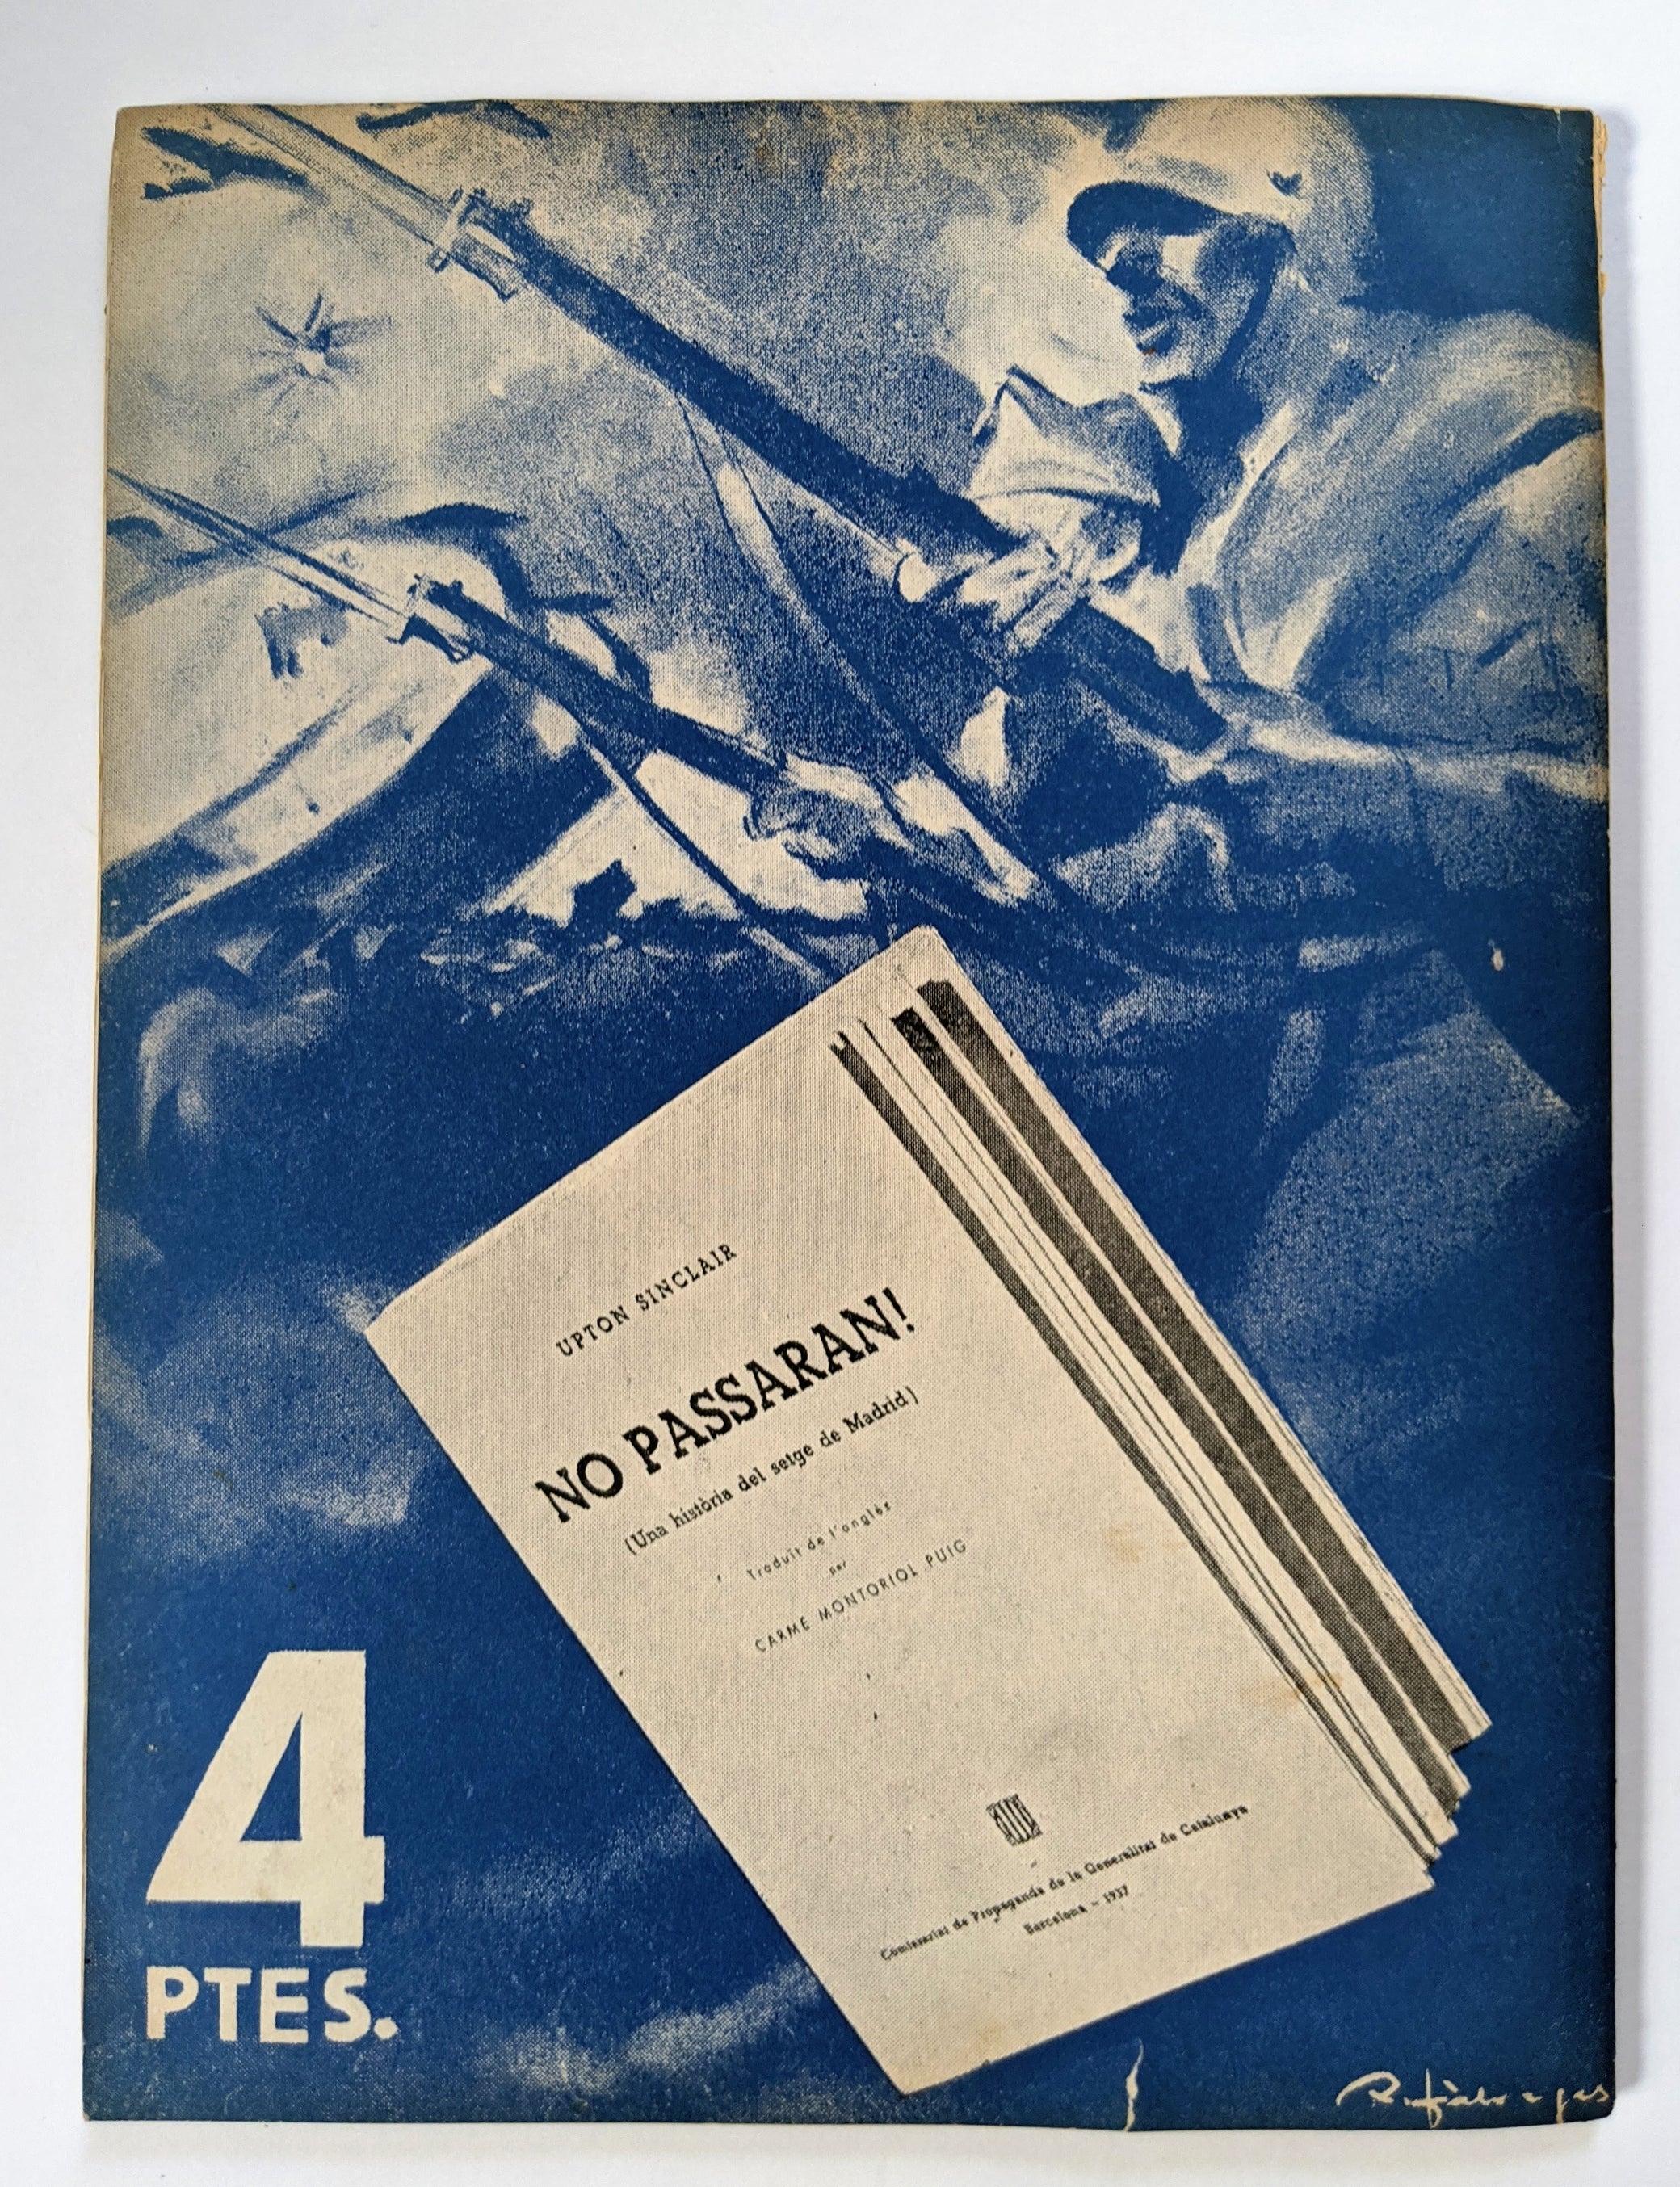 UPTON SINCLAIR
NO PASSARAN!
(Una història del setge de Madrid)
Traduït de l'anglès
per
CARME MONTORIOL PUIG
Comissariat de Propaganda de la Generalitat de Catalunya
Barcelona - 1937
4
PTES.